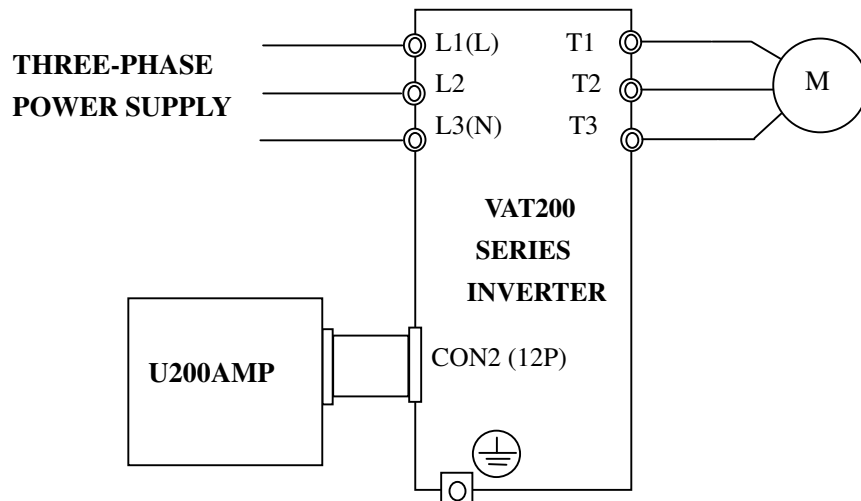 THREE-PHASE
POWER SUPPLY
L1(L)
L2
L3(N)
T1
T2
T3
M
VAT200
SERIES
INVERTER
U200AMP
CON2 (12P)